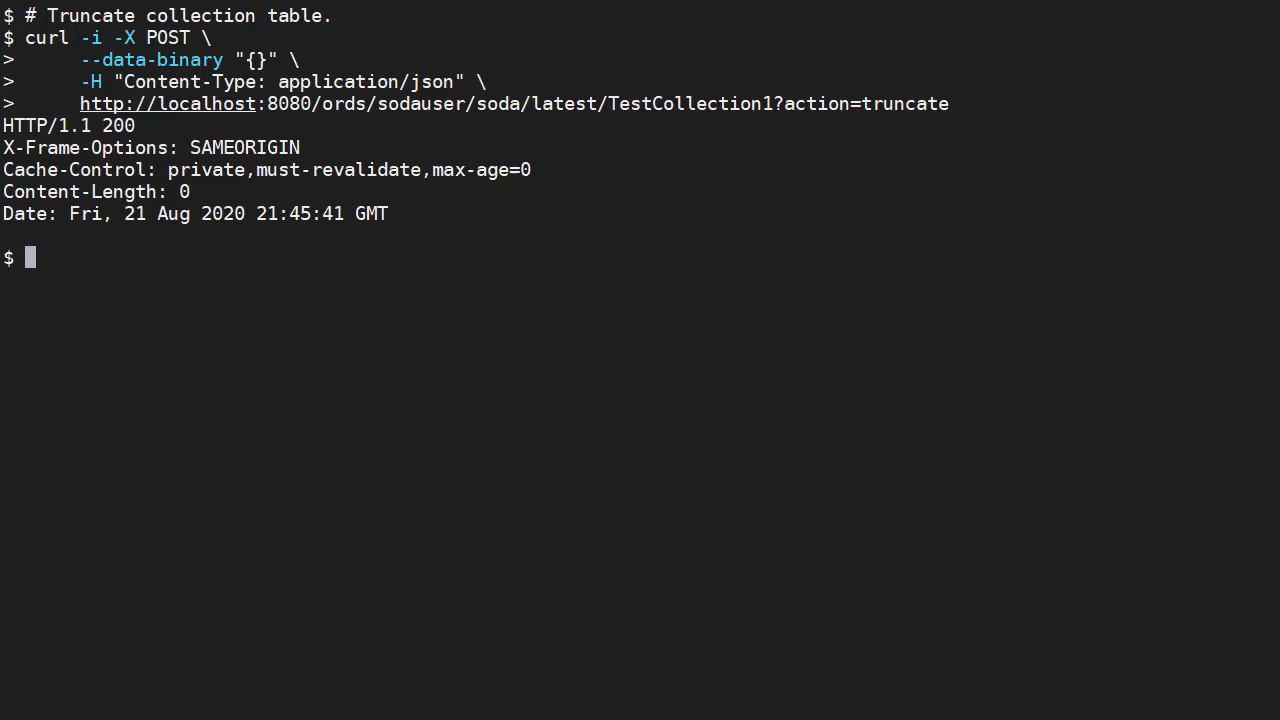 $ # Truncate collection table.
$ curl -i -X POST \
>      --data-binary "{}" \
>      -H "Content-Type: application/json" \
>      http://localhost:8080/ords/sodauser/soda/latest/TestCollection1?action=truncate
HTTP/1.1 200
X-Frame-Options: SAMEORIGIN
Cache-Control: private,must-revalidate,max-age=0
Content-Length: 0
Date: Fri, 21 Aug 2020 21:45:41 GMT

$